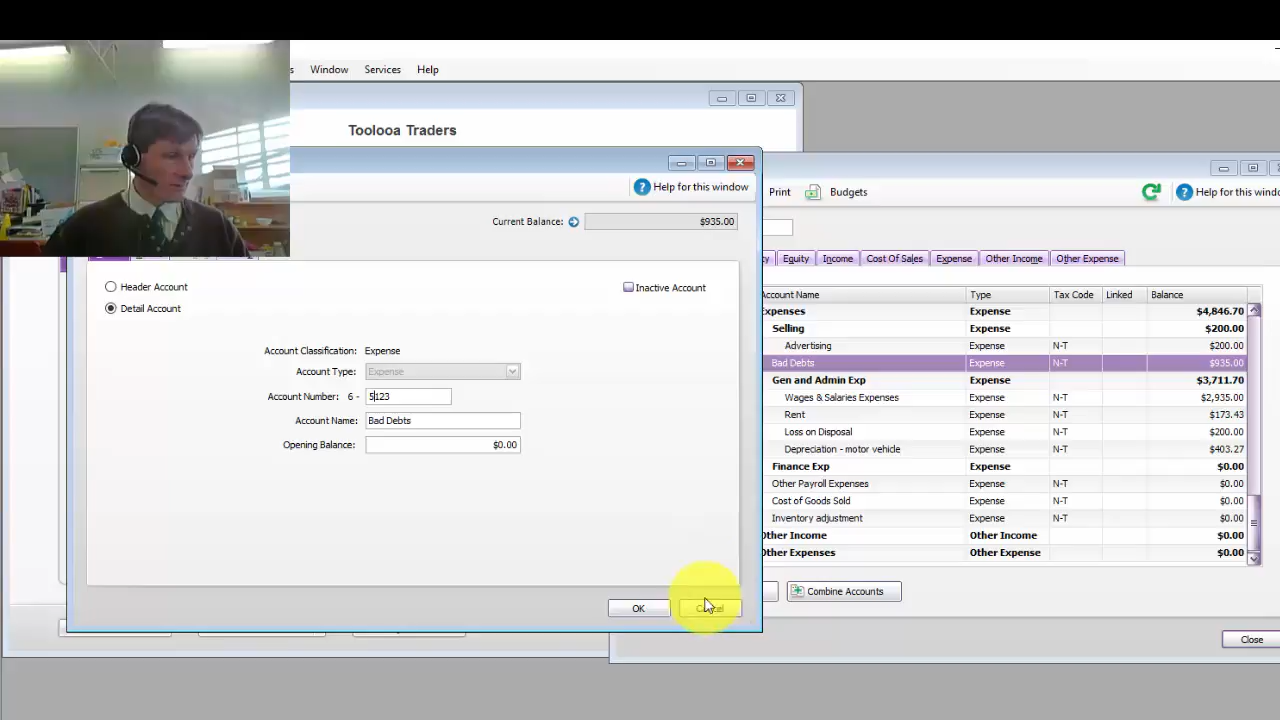 Window Services Help
Toolooa Traders
Help for this window
Print Budgets
Help for this windo
Current Balance: $935.00
Equity Income Cost Of Sales Expense Other Income Other Expense
Header Account
Inactive Account
Detail Account
Account Classification: Expense
Account Type: Expense
Account Number: 6 - 5123
Account Name: Bad Debts
Opening Balance: $0.00
OK
Cancel
Account Name Type Tax Code Linked Balance
Expenses Expense $4,846.70
Selling Expense $200.00
Advertising Expense N-T $200.00
Bad Debts Expense N-T $935.00
Gen and Admin Exp Expense $3,711.70
Wages & Salaries Expenses Expense N-T $2,935.00
Rent Expense N-T $173.43
Loss on Disposal Expense N-T $200.00
Depreciation - motor vehicle Expense N-T $403.27
Finance Exp Expense $0.00
Other Payroll Expenses Expense N-T $0.00
Cost of Goods Sold Expense N-T $0.00
Inventory adjustment Expense N-T $0.00
Other Income Other Income $0.00
Other Expenses Other Expense $0.00
Combine Accounts
Close